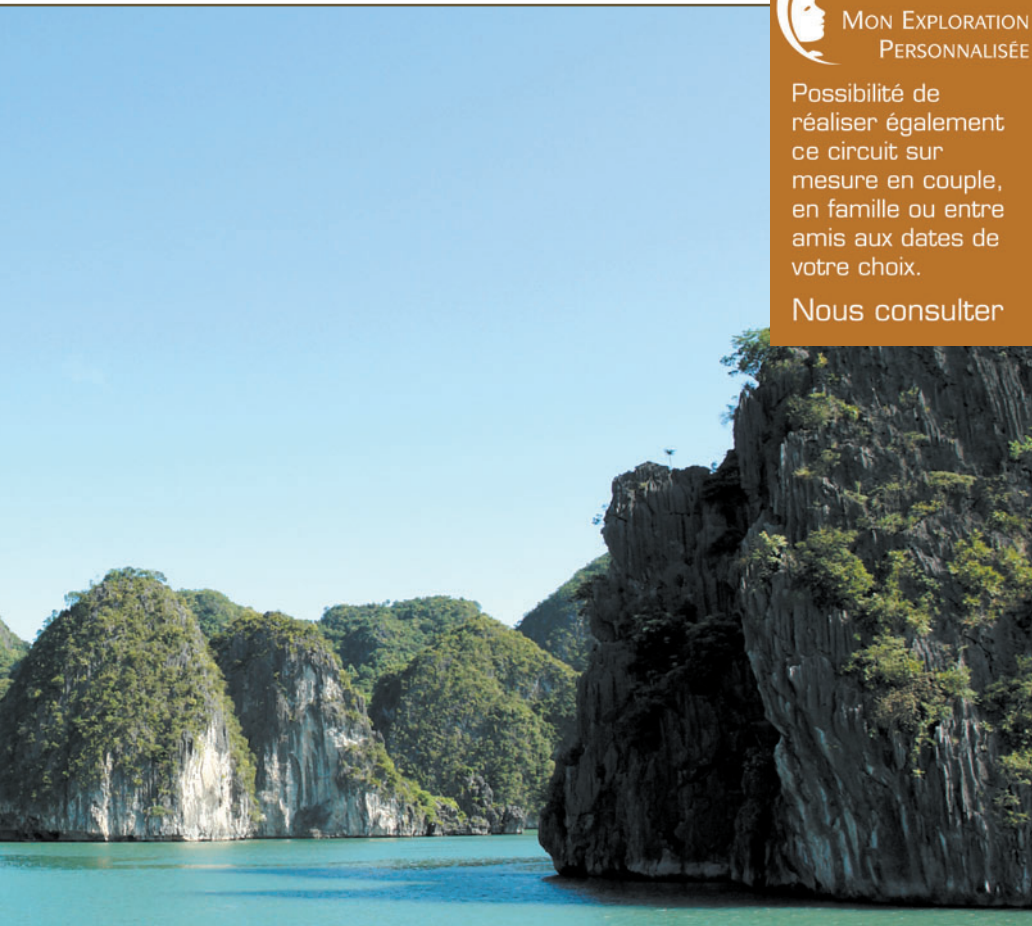 Mon Exploration
Personnalisée
Possibilité de
réaliser également
ce circuit sur
mesure en couple,
en famille ou entre
amis aux dates de
votre choix.
Nous consulter